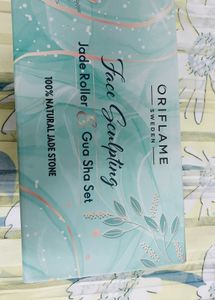 ORIFLAME
SWEDEN
Face Sculpting
Jade Roller & Gua Sha Set
100% NATURAL JADE STONE